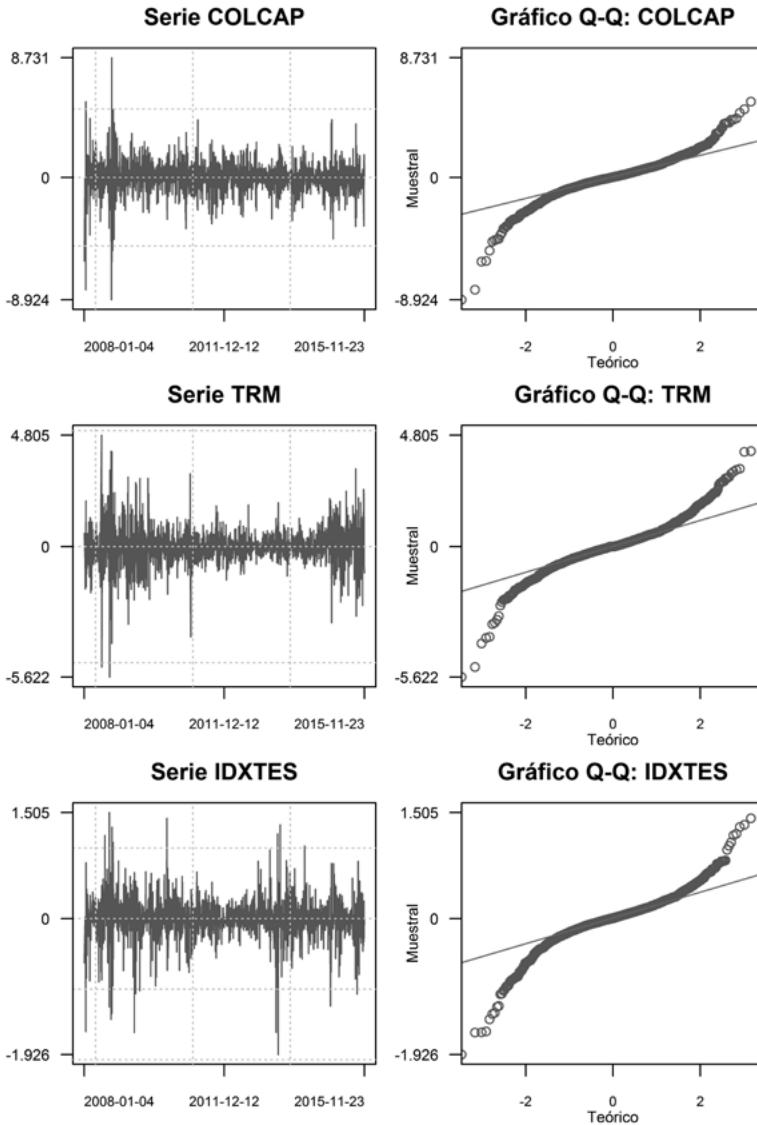 Serie COLCAP
8.731
0
-8.924
2008-01-04 2011-12-12 2015-11-23
Gráfico Q-Q: COLCAP
Muestral
8.731
0
-8.924
-2 0 2
Teórico
Serie TRM
4.805
0
-5.622
2008-01-04 2011-12-12 2015-11-23
Gráfico Q-Q: TRM
Muestral
4.805
0
-5.622
-2 0 2
Teórico
Serie IDXTES
1.505
0
-1.926
2008-01-04 2011-12-12 2015-11-23
Gráfico Q-Q: IDXTES
Muestral
1.505
0
-1.926
-2 0 2
Teórico